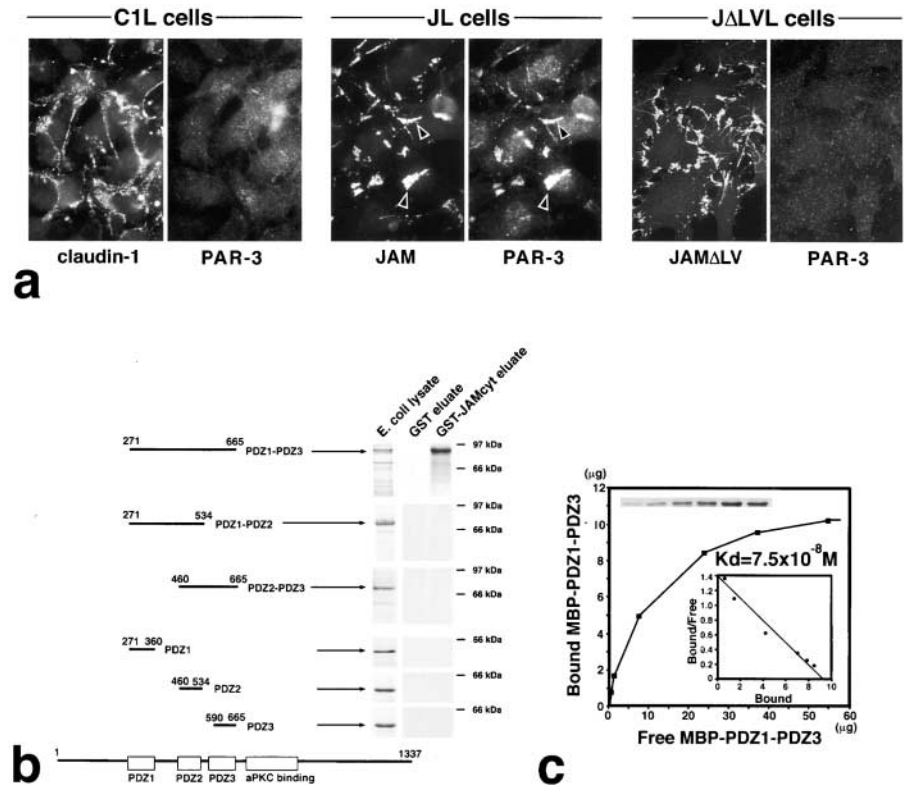 C1L cells JL cells JΔLVL cells
claudin-1 PAR-3 JAM PAR-3 JAMΔLV PAR-3
a
E. coli lysate
GST eluate
GST-JAMcyt eluate
271 665 PDZ1-PDZ3 97 kDa
66 kDa
271 534 PDZ1-PDZ2 97 kDa
66 kDa
460 665 PDZ2-PDZ3 97 kDa
66 kDa
271 360 PDZ1 66 kDa
460 534 PDZ2 66 kDa
590 665 PDZ3 66 kDa
b
1 1337
PDZ1 PDZ2 PDZ3 aPKC binding
(μg)
12
10
8
6
4
2
0
Bound MBP-PDZ1-PDZ3
Kd=7.5x10-8M
Bound/Free
1.4
1.2
0.8
0.4
0.2
0 2 4 6 8 10
Bound
0 10 20 30 40 50 60
(μg)
Free MBP-PDZ1-PDZ3
c